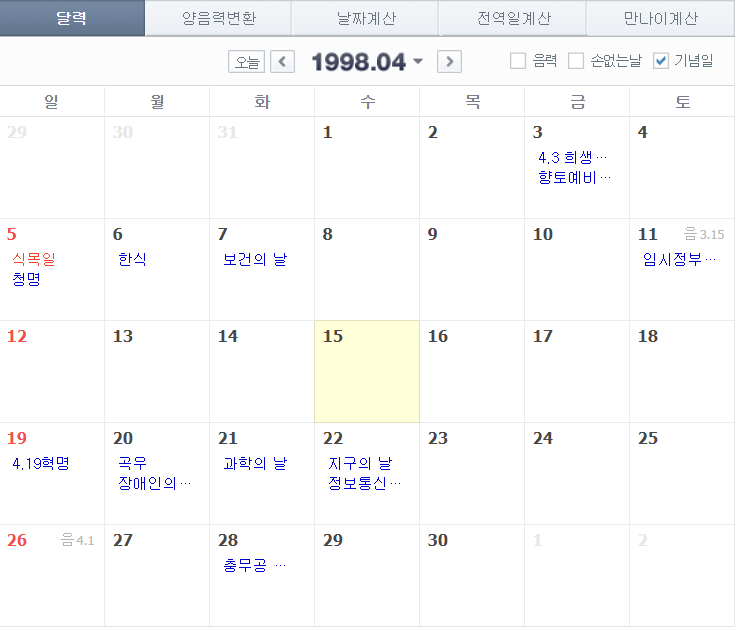 달력 양음력변환 날짜계산 전역일계산 만나이계산
오늘 < 1998.04 > 음력 손없는날 기념일
일 월 화 수 목 금 토
29 30 31 1 2 3 4
4.3 희생…
향토예비…
5 6 7 8 9 10 11 음3.15
식목일 한식 보건의 날 임시정부…
청명
12 13 14 15 16 17 18
19 20 21 22 23 24 25
4.19혁명 곡우 과학의 날 지구의 날
장애인의… 정보통신…
26 음4.1 27 28 29 30 1 2
충무공 …